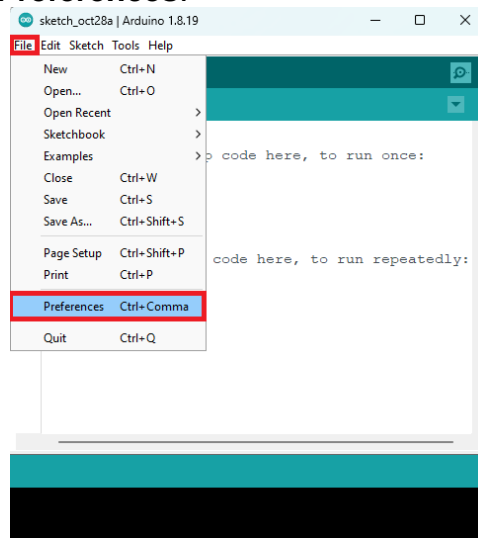 Preferences.
sketch_oct28a | Arduino 1.8.19
File Edit Sketch Tools Help
New Ctrl+N
Open... Ctrl+O
Open Recent
Sketchbook
Examples
code here, to run once:
Close Ctrl+W
Save Ctrl+S
Save As... Ctrl+Shift+S
Page Setup Ctrl+Shift+P
code here, to run repeatedly:
Print Ctrl+P
Preferences Ctrl+Comma
Quit Ctrl+Q